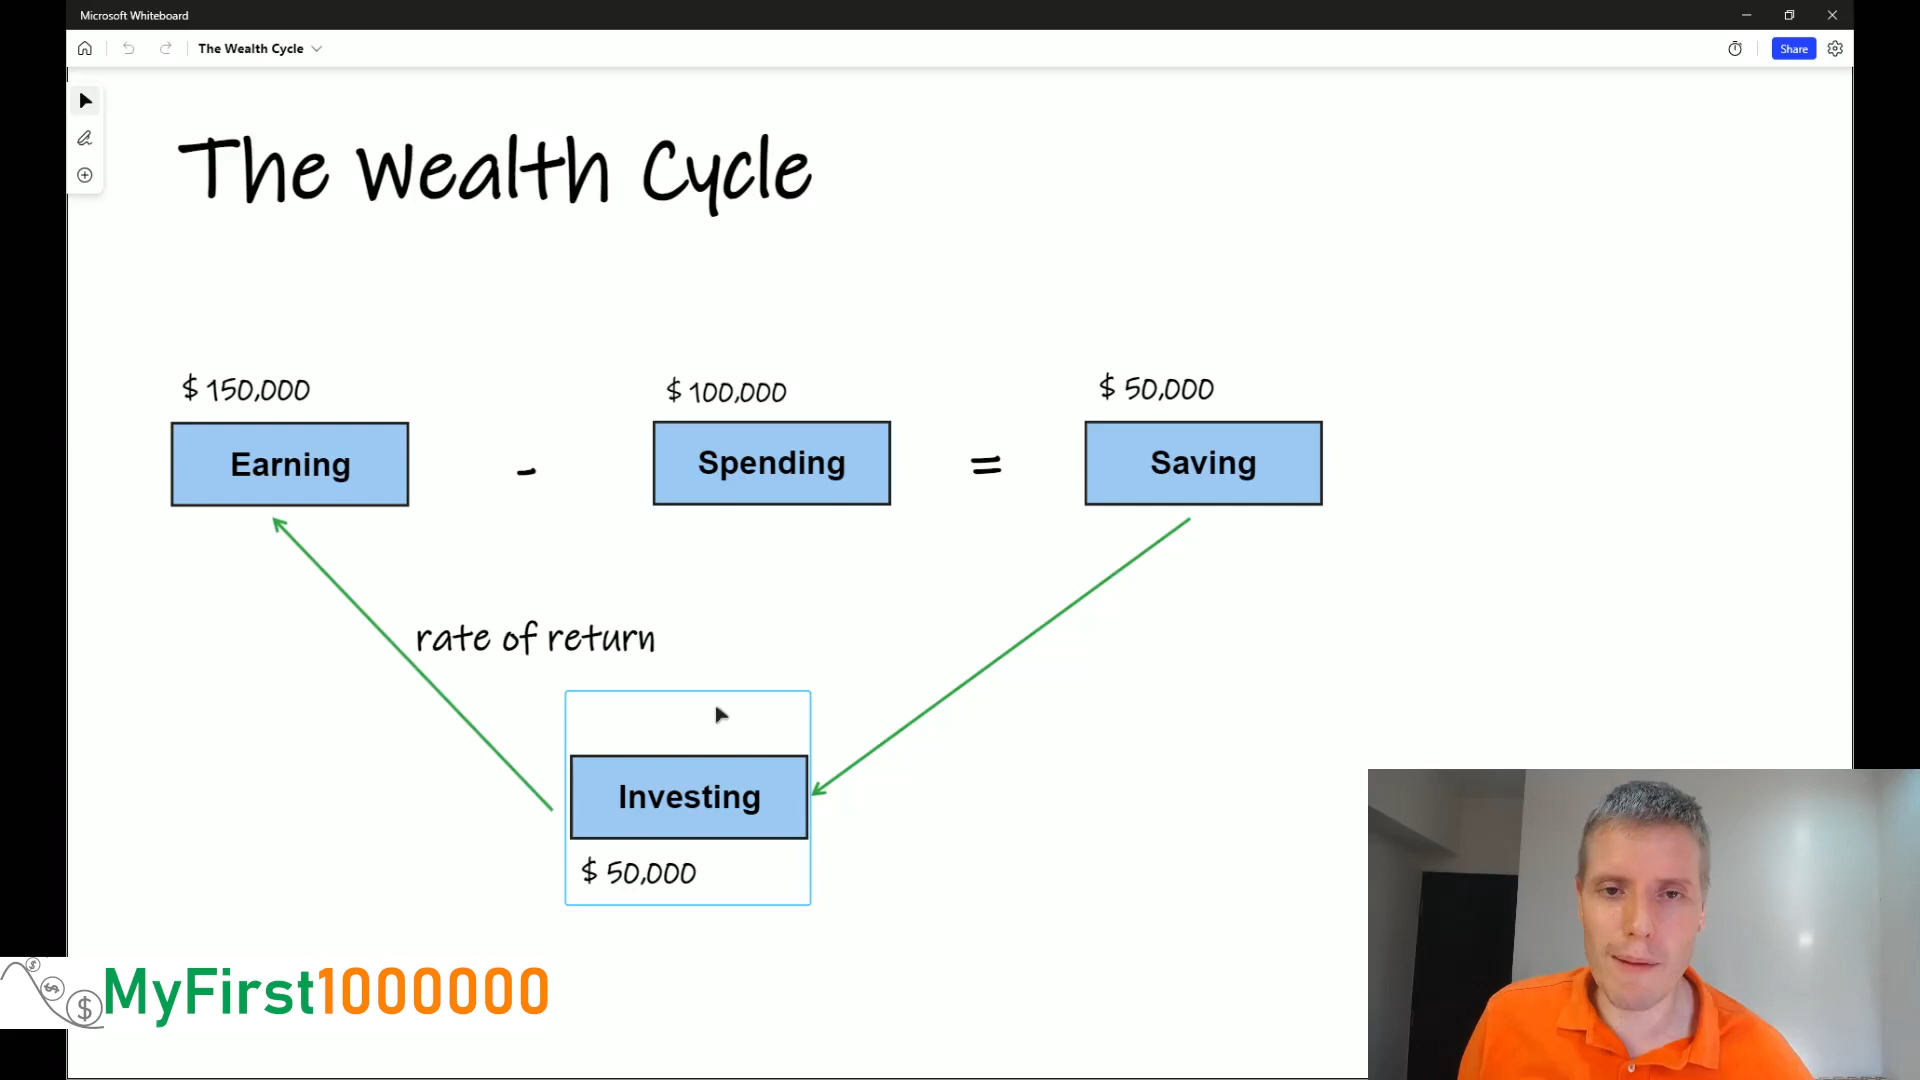 Microsoft Whiteboard
The Wealth Cycle
Share
The Wealth Cycle
$ 150,000
$ 100,000
$ 50,000
Earning
-
Spending
=
Saving
rate of return
Investing
$ 50,000
MyFirst1000000